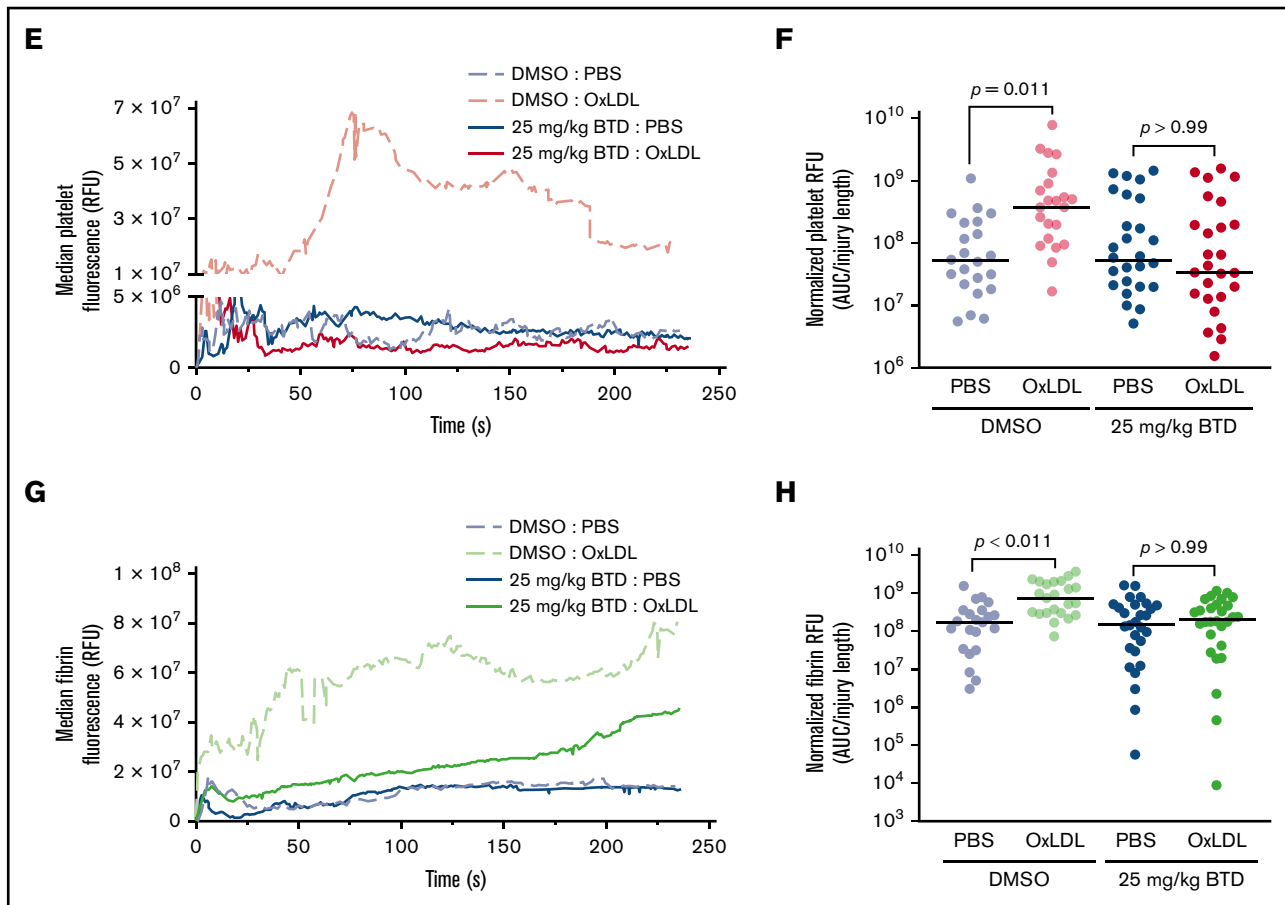 E
DMSO : PBS
DMSO : OxLDL
25 mg/kg BTD : PBS
25 mg/kg BTD : OxLDL
Median platelet
fluorescence (RFU)
7 × 10⁷
5 × 10⁷
3 × 10⁷
1 × 10⁷
5 × 10⁶
0
0 50 100 150 200 250
Time (s)
F
p = 0.011
p > 0.99
Normalized platelet RFU
(AUC/injury length)
10¹⁰
10⁹
10⁸
10⁷
10⁶
PBS OxLDL PBS OxLDL
DMSO 25 mg/kg BTD
G
DMSO : PBS
DMSO : OxLDL
25 mg/kg BTD : PBS
25 mg/kg BTD : OxLDL
Median fibrin
fluorescence (RFU)
1 × 10⁸
8 × 10⁷
6 × 10⁷
4 × 10⁷
2 × 10⁷
0
0 50 100 150 200 250
Time (s)
H
p < 0.011
p > 0.99
Normalized fibrin RFU
(AUC/injury length)
10¹⁰
10⁹
10⁸
10⁷
10⁶
10⁵
10⁴
10³
PBS OxLDL PBS OxLDL
DMSO 25 mg/kg BTD